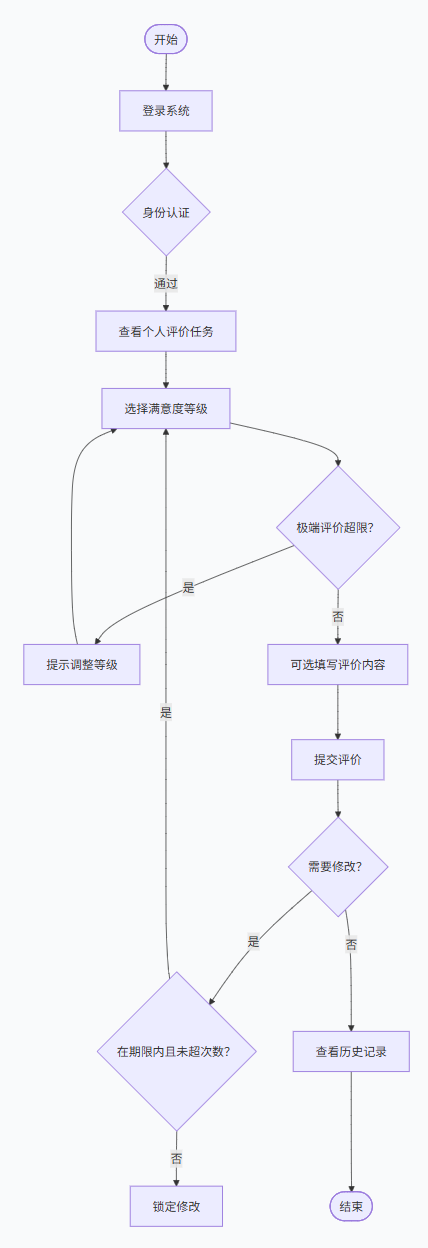 开始
登录系统
身份认证
通过
查看个人评价任务
选择满意度等级
极端评价超限？
是
否
提示调整等级
可选填写评价内容
是
提交评价
需要修改？
是
否
在期限内且未超次数？
查看历史记录
否
锁定修改
结束